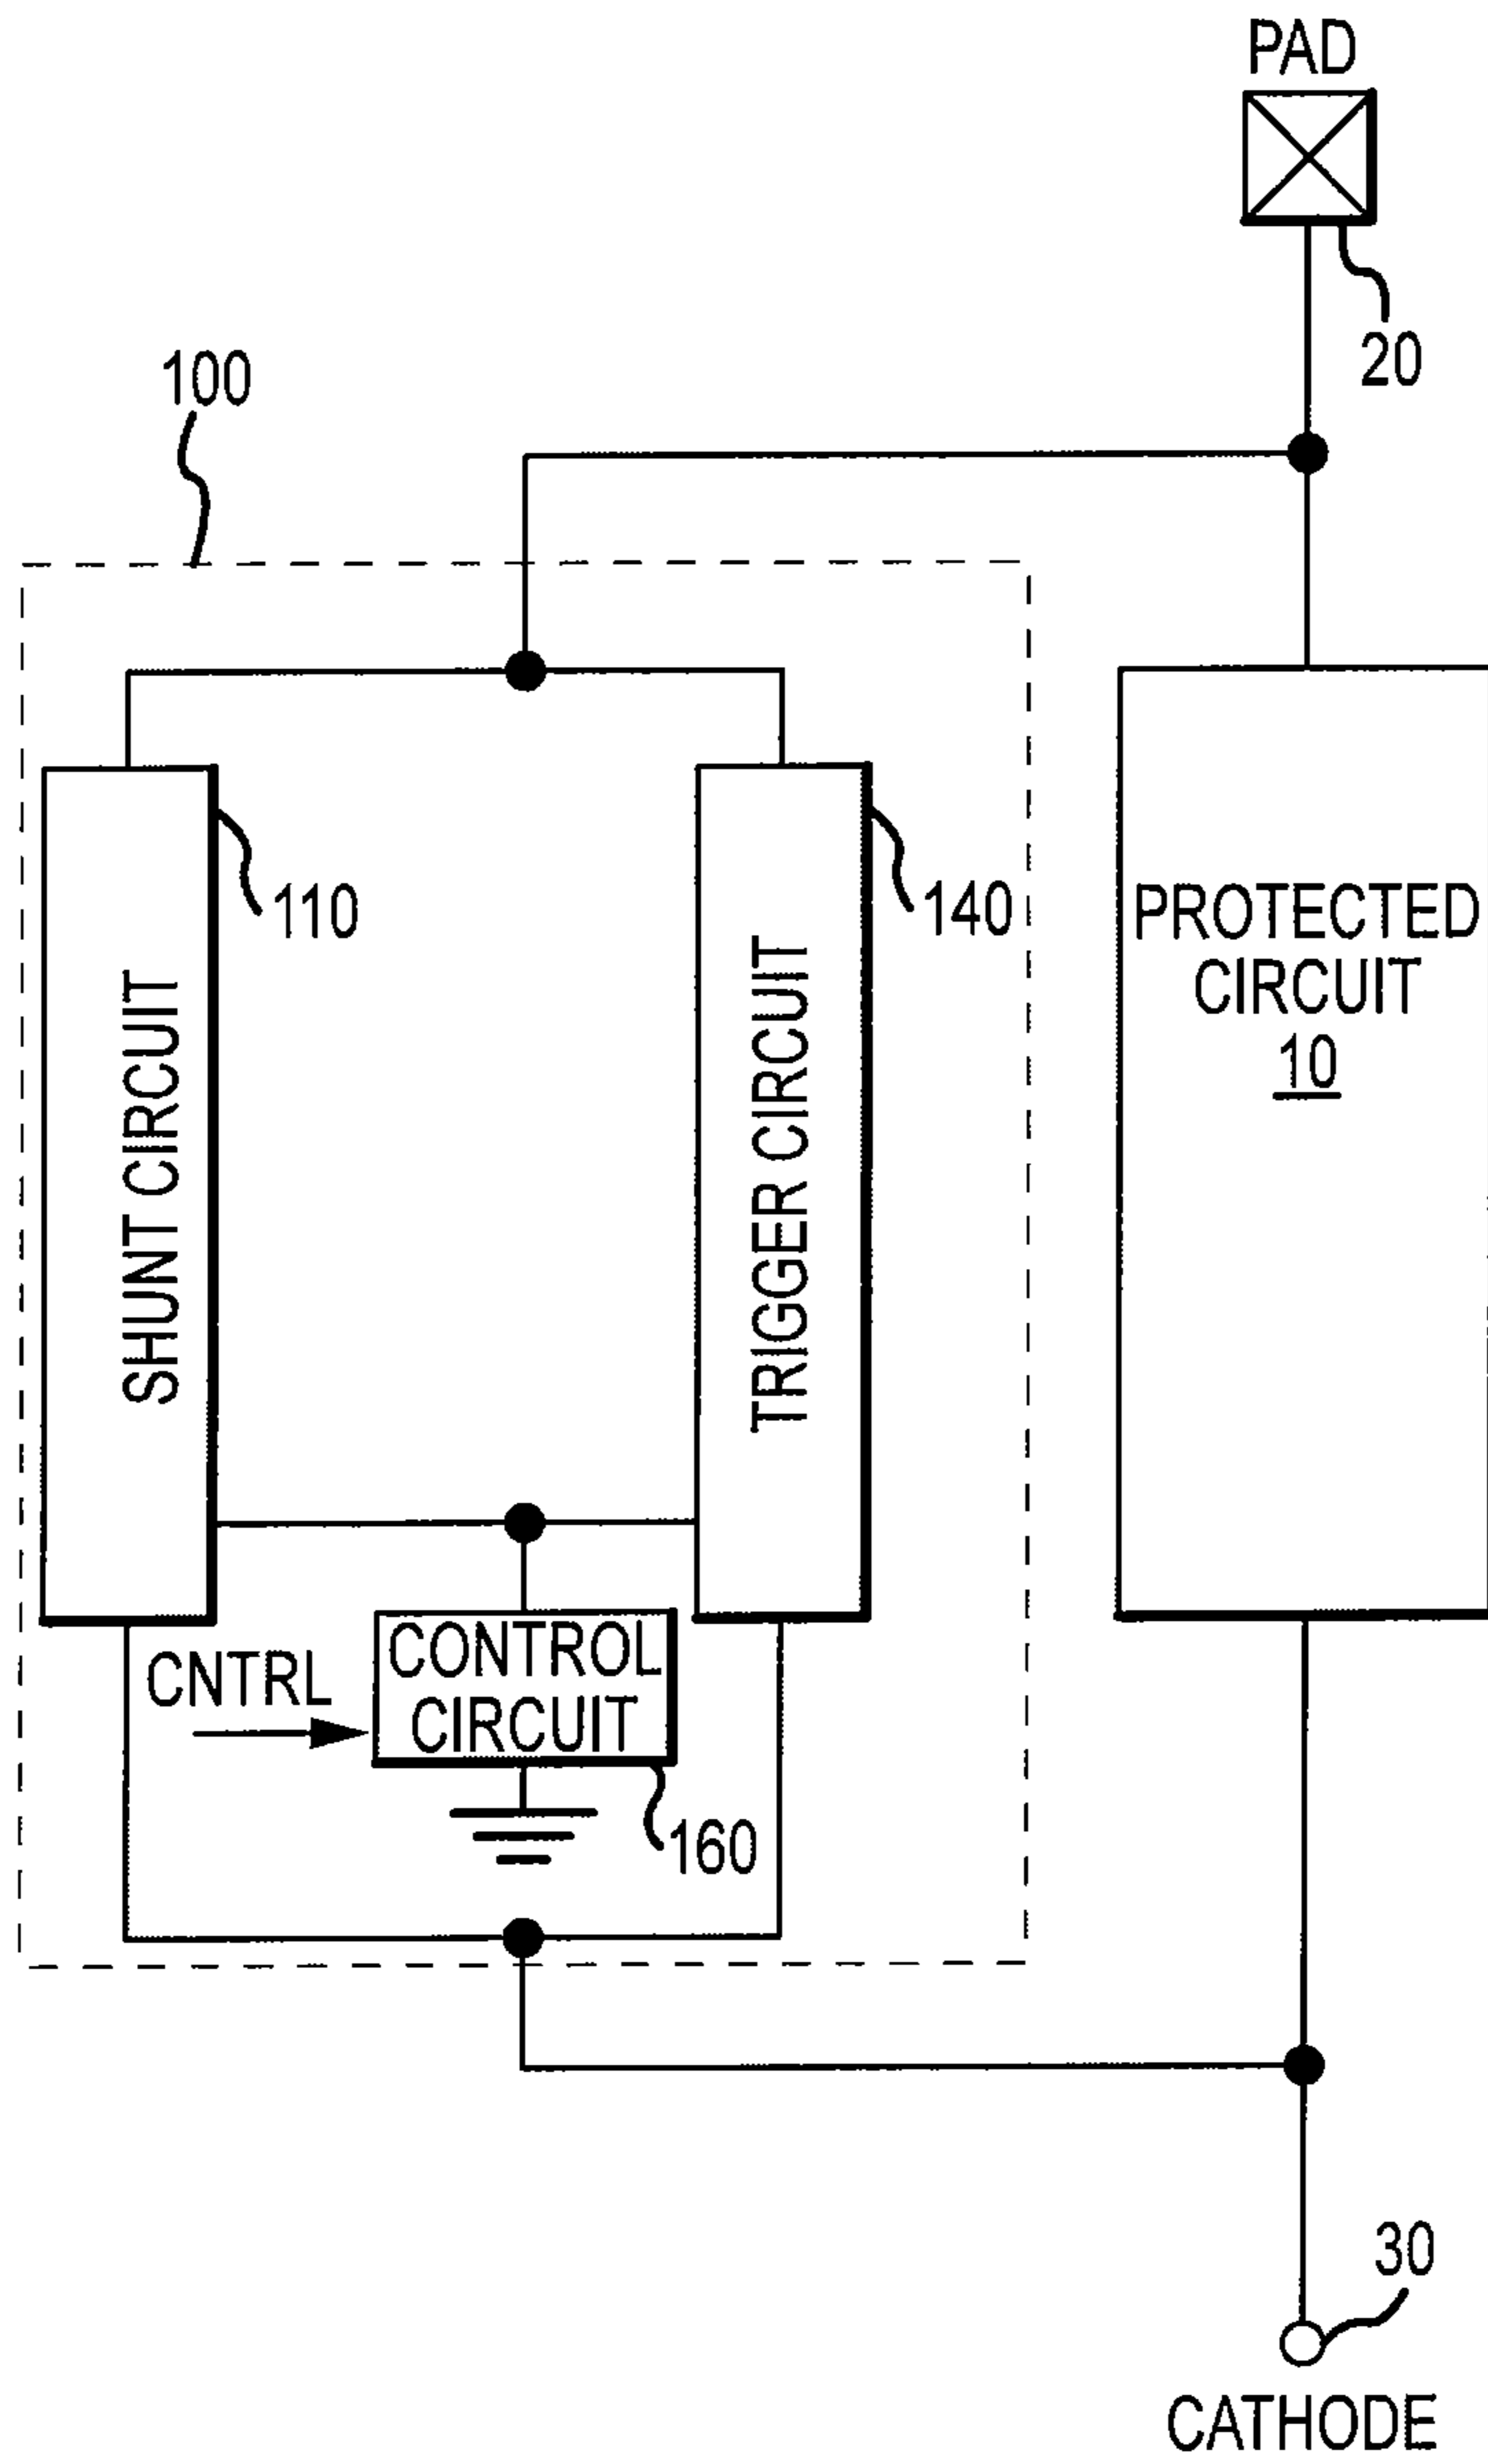 PAD
20
100
110
140
SHUNT CIRCUIT
TRIGGER CIRCUIT
PROTECTED
CIRCUIT
10
CNTRL
CONTROL
CIRCUIT
160
30
CATHODE